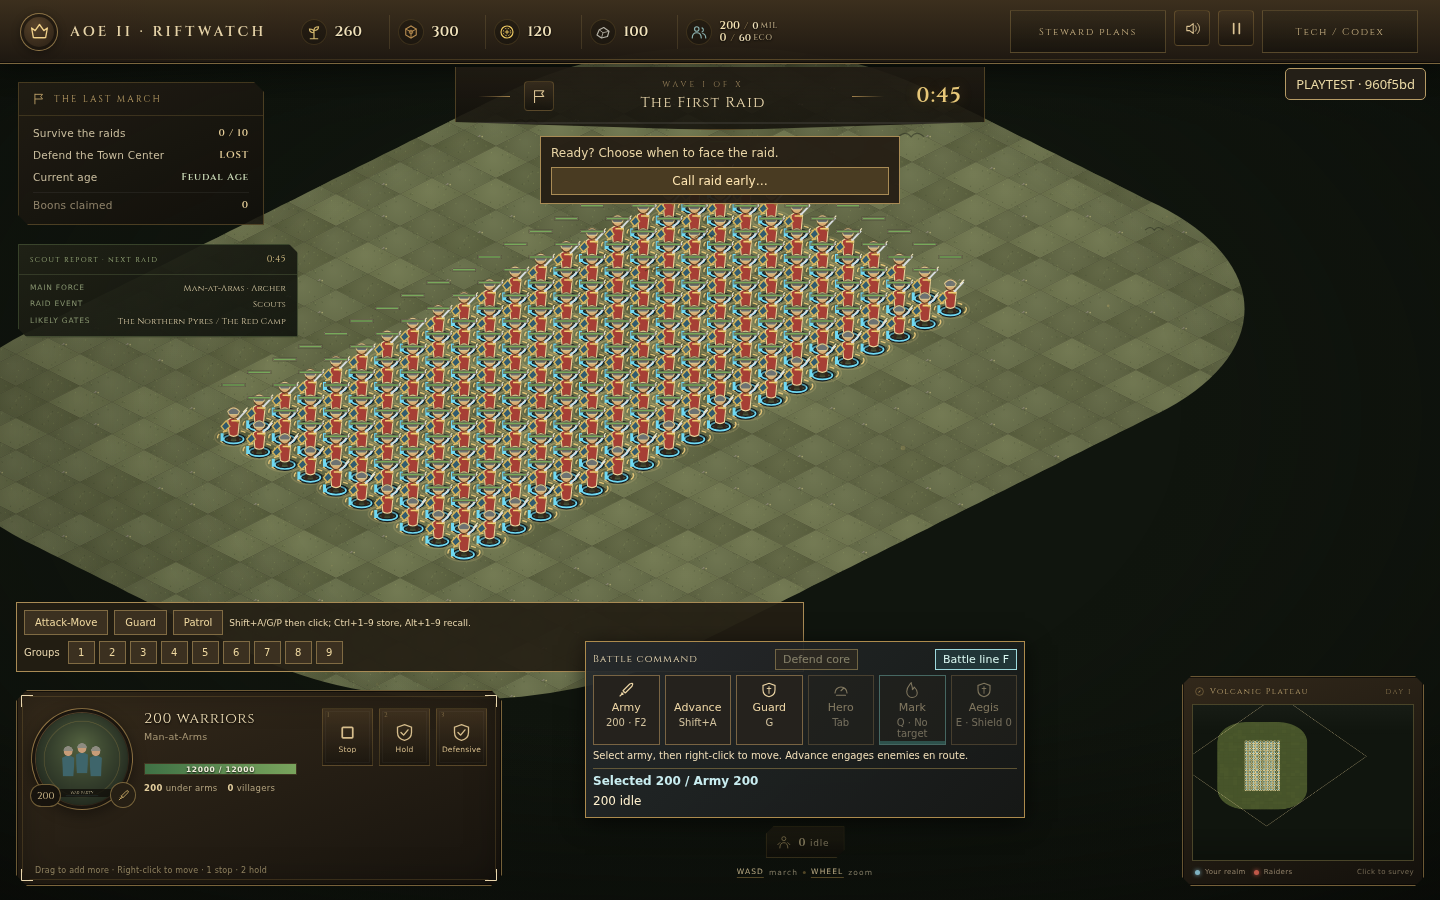 AOE II · RIFTWATCH
260
300
120
100
200 / 0 MIL
0 / 60 ECO
Steward plans
Tech / Codex
PLAYTEST · 960f5bd
THE LAST MARCH
Survive the raids 0 / 10
Defend the Town Center LOST
Current age Feudal Age
Boons claimed 0
WAVE I OF X
The First Raid
0:45
Ready? Choose when to face the raid.
Call raid early…
SCOUT REPORT · NEXT RAID 0:45
MAIN FORCE Man-at-Arms · Archer
RAID EVENT Scouts
LIKELY GATES The Northern Pyres / The Red Camp
Attack-Move Guard Patrol Shift+A/G/P then click; Ctrl+1–9 store, Alt+1–9 recall.
Groups 1 2 3 4 5 6 7 8 9
Battle command Defend core Battle line F
Army Advance Guard Hero Mark Aegis
200 · F2 Shift+A G Tab Q · No target E · Shield 0
Select army, then right-click to move. Advance engages enemies en route.
Selected 200 / Army 200
200 idle
200 Warriors
Man-at-Arms
12000 / 12000
200 under arms 0 villagers
200
1 Stop
Hold
Defensive
Drag to add more · Right-click to move · 1 stop · 2 hold
0 idle
WASD march + WHEEL zoom
Volcanic Plateau DAY 1
Your realm Raiders Click to survey